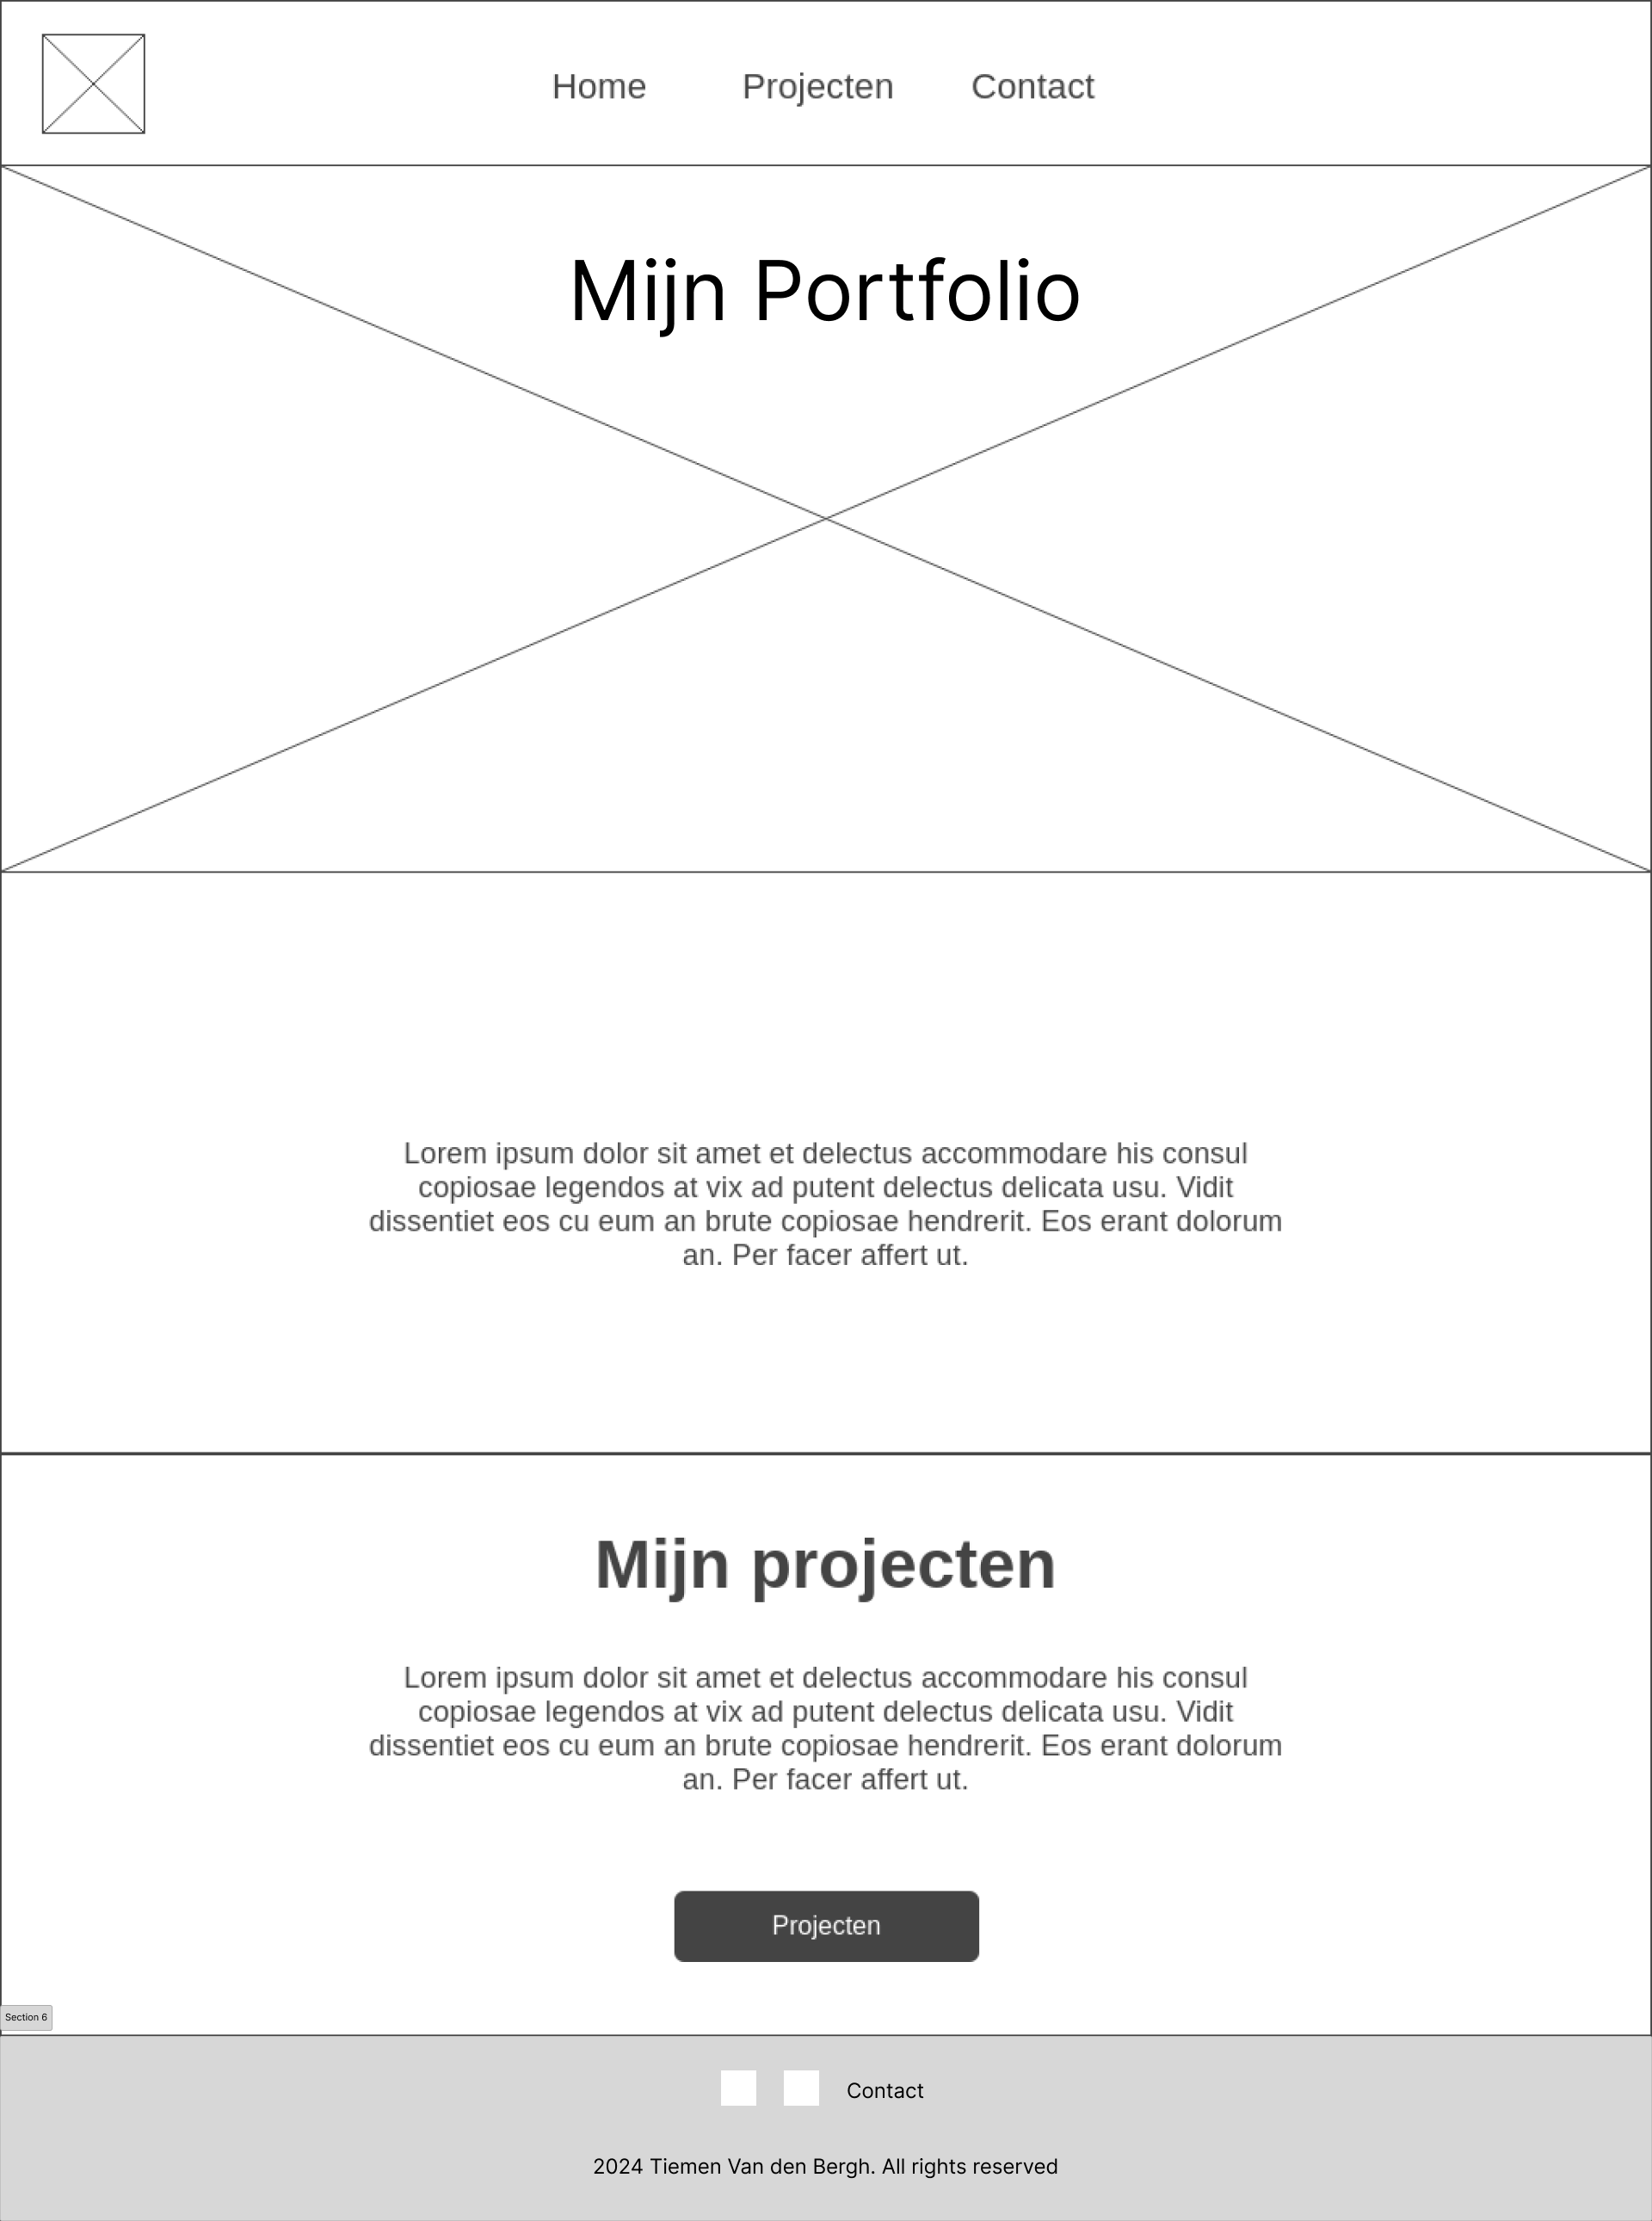 Home Projecten Contact
Mijn Portfolio
Lorem ipsum dolor sit amet et delectus accommodare his consul
copiosae legendos at vix ad putent delectus delicata usu. Vidit
dissentiet eos cu eum an brute copiosae hendrerit. Eos erant dolorum
an. Per facer affert ut.
Mijn projecten
Lorem ipsum dolor sit amet et delectus accommodare his consul
copiosae legendos at vix ad putent delectus delicata usu. Vidit
dissentiet eos cu eum an brute copiosae hendrerit. Eos erant dolorum
an. Per facer affert ut.
Projecten
Section 6
Contact
2024 Tiemen Van den Bergh. All rights reserved